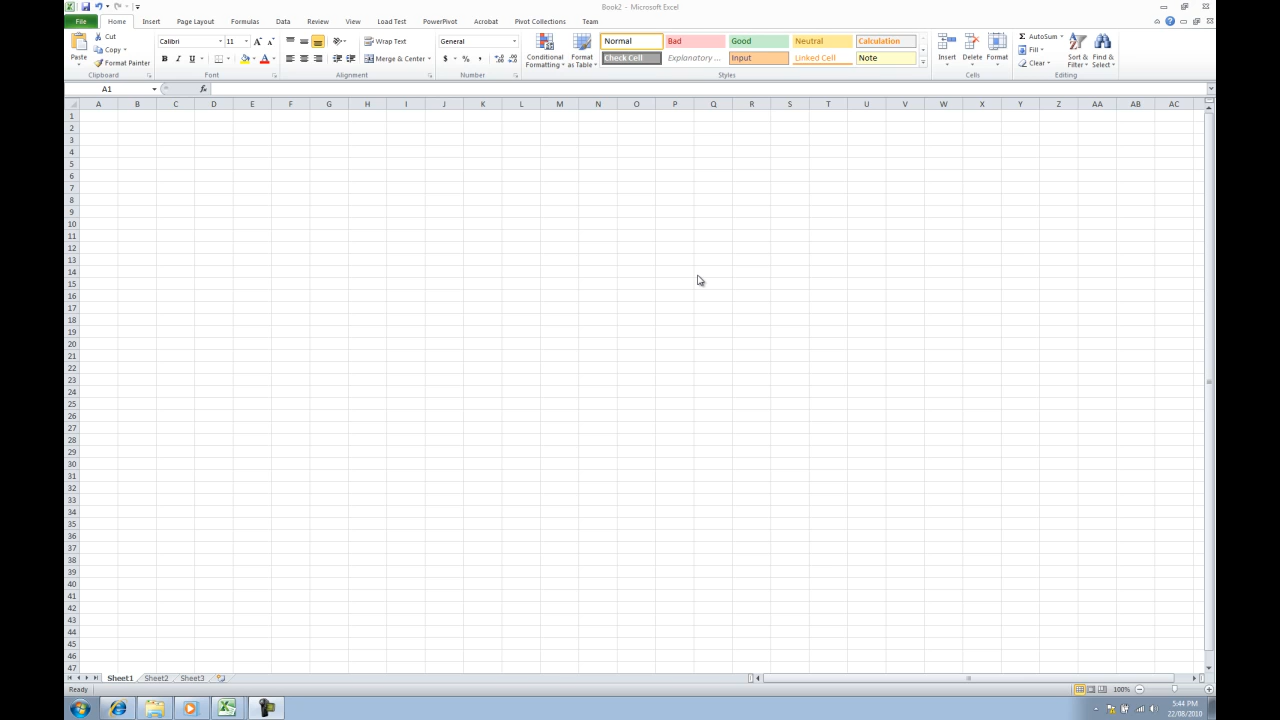 Book2 - Microsoft Excel
File Home Insert Page Layout Formulas Data Review View Load Test PowerPivot Acrobat Pivot Collections Team
Paste
Cut
Copy
Format Painter
Clipboard
Calibri 11
B I U
Font
Wrap Text
Merge & Center
Alignment
General
$ % ,
Number
Conditional Formatting
Format as Table
Normal Bad Good Neutral Calculation
Check Cell Explanatory ... Input Linked Cell Note
Styles
Insert Delete Format
Cells
AutoSum
Fill
Clear
Sort & Filter
Find & Select
Editing
A1 fx
A B C D E F G H I J K L M N O P Q R S T U V W X Y Z AA AB AC
1
2
3
4
5
6
7
8
9
10
11
12
13
14
15
16
17
18
19
20
21
22
23
24
25
26
27
28
29
30
31
32
33
34
35
36
37
38
39
40
41
42
43
44
45
46
47
Sheet1 Sheet2 Sheet3
Ready 100%
5:44 PM
22/08/2010